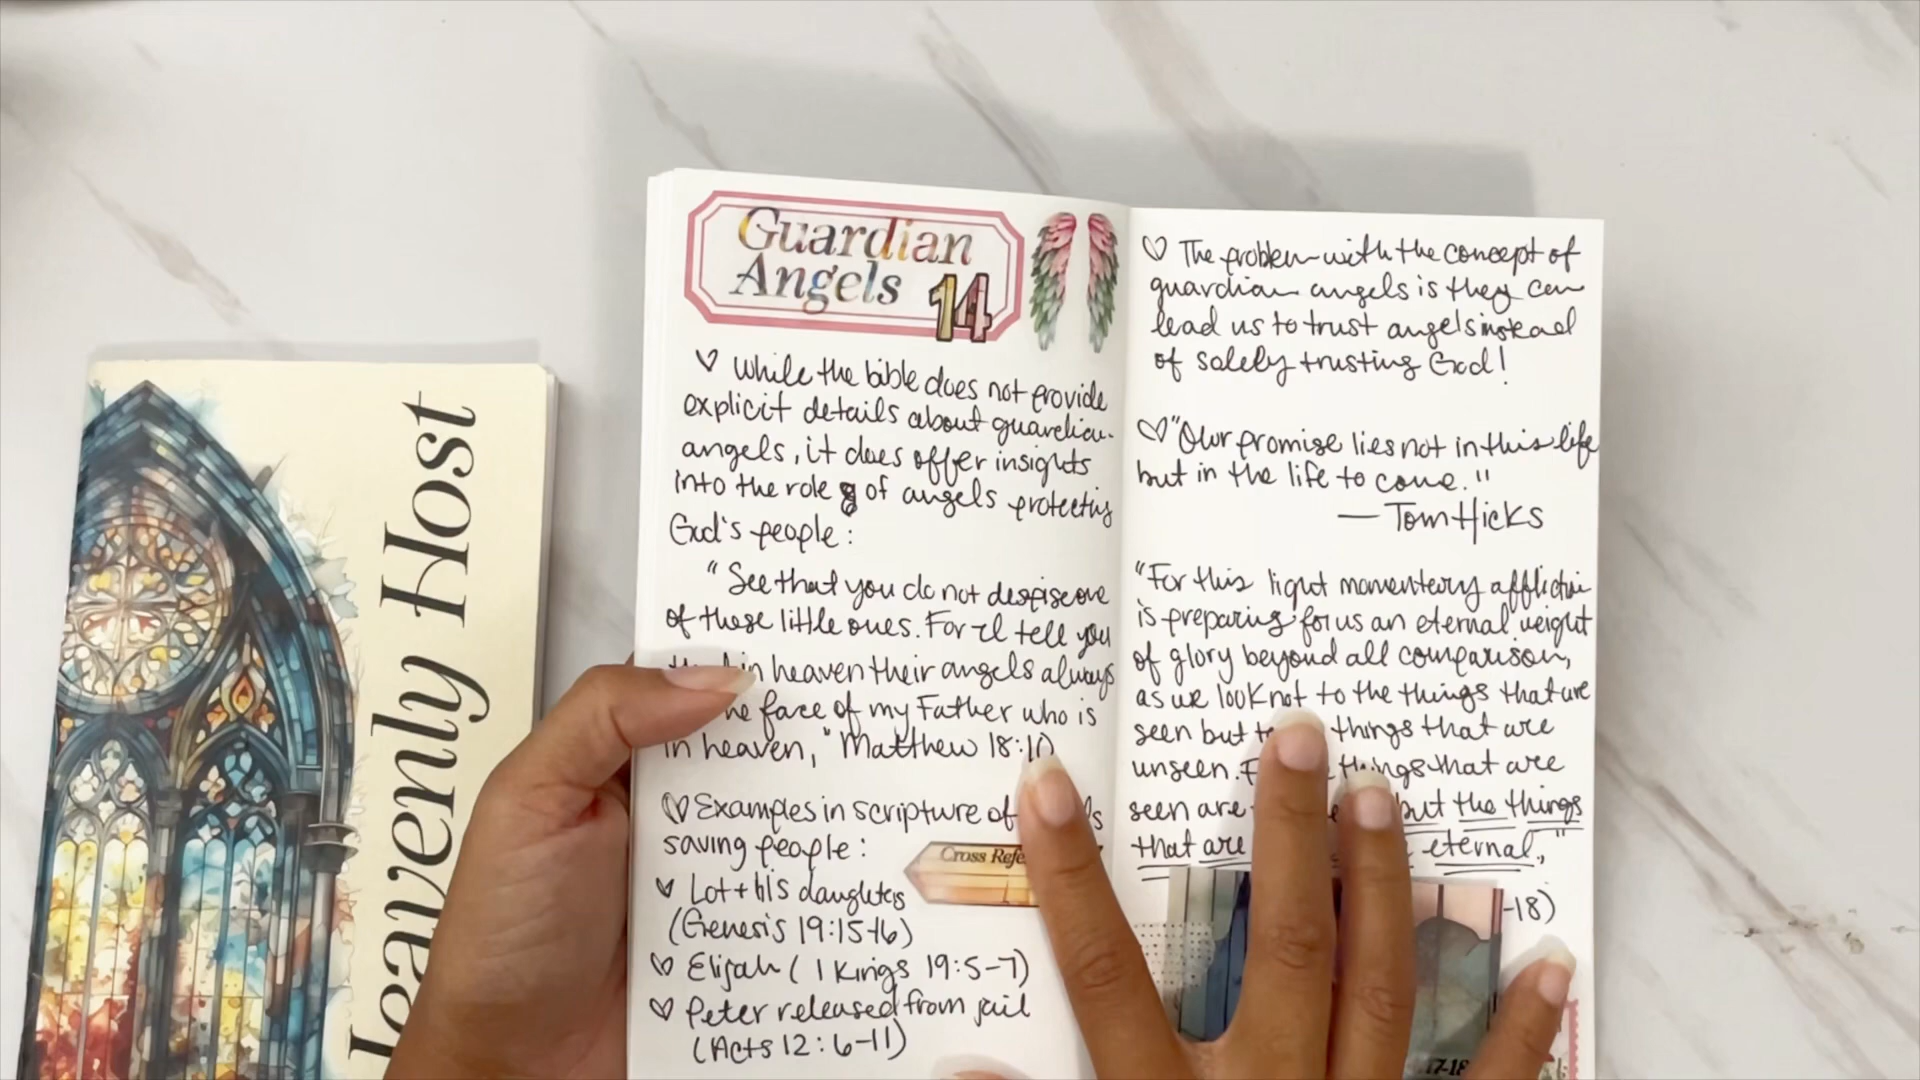 Heavenly Host
Guardian
Angels 14
While the bible does not provide
explicit details about guardian
angels, it does offer insights
into the role of angels protecting
God's people:
"See that you do not despise one
of these little ones. For I tell you
in heaven their angels always
face of my Father who is
in heaven," Matthew 18:10
Examples in scripture of
saving people:
Cross
Lot + his daughters
(Genesis 19:15-16)
Elijah (1 Kings 19:5-7)
Peter released from jail
(Acts 12:6-11)
The problem with the concept of
guardian angels is they can
lead us to trust angels instead
of solely trusting God!
"Our promise lies not in this life
but in the life to come."
— Tom Hicks
"For this light momentary affliction
is preparing for us an eternal weight
of glory beyond all comparison,
as we look not to the things that are
seen but things that are
unseen. things that are
seen are but the things
that are eternal,"
-18)
17-18